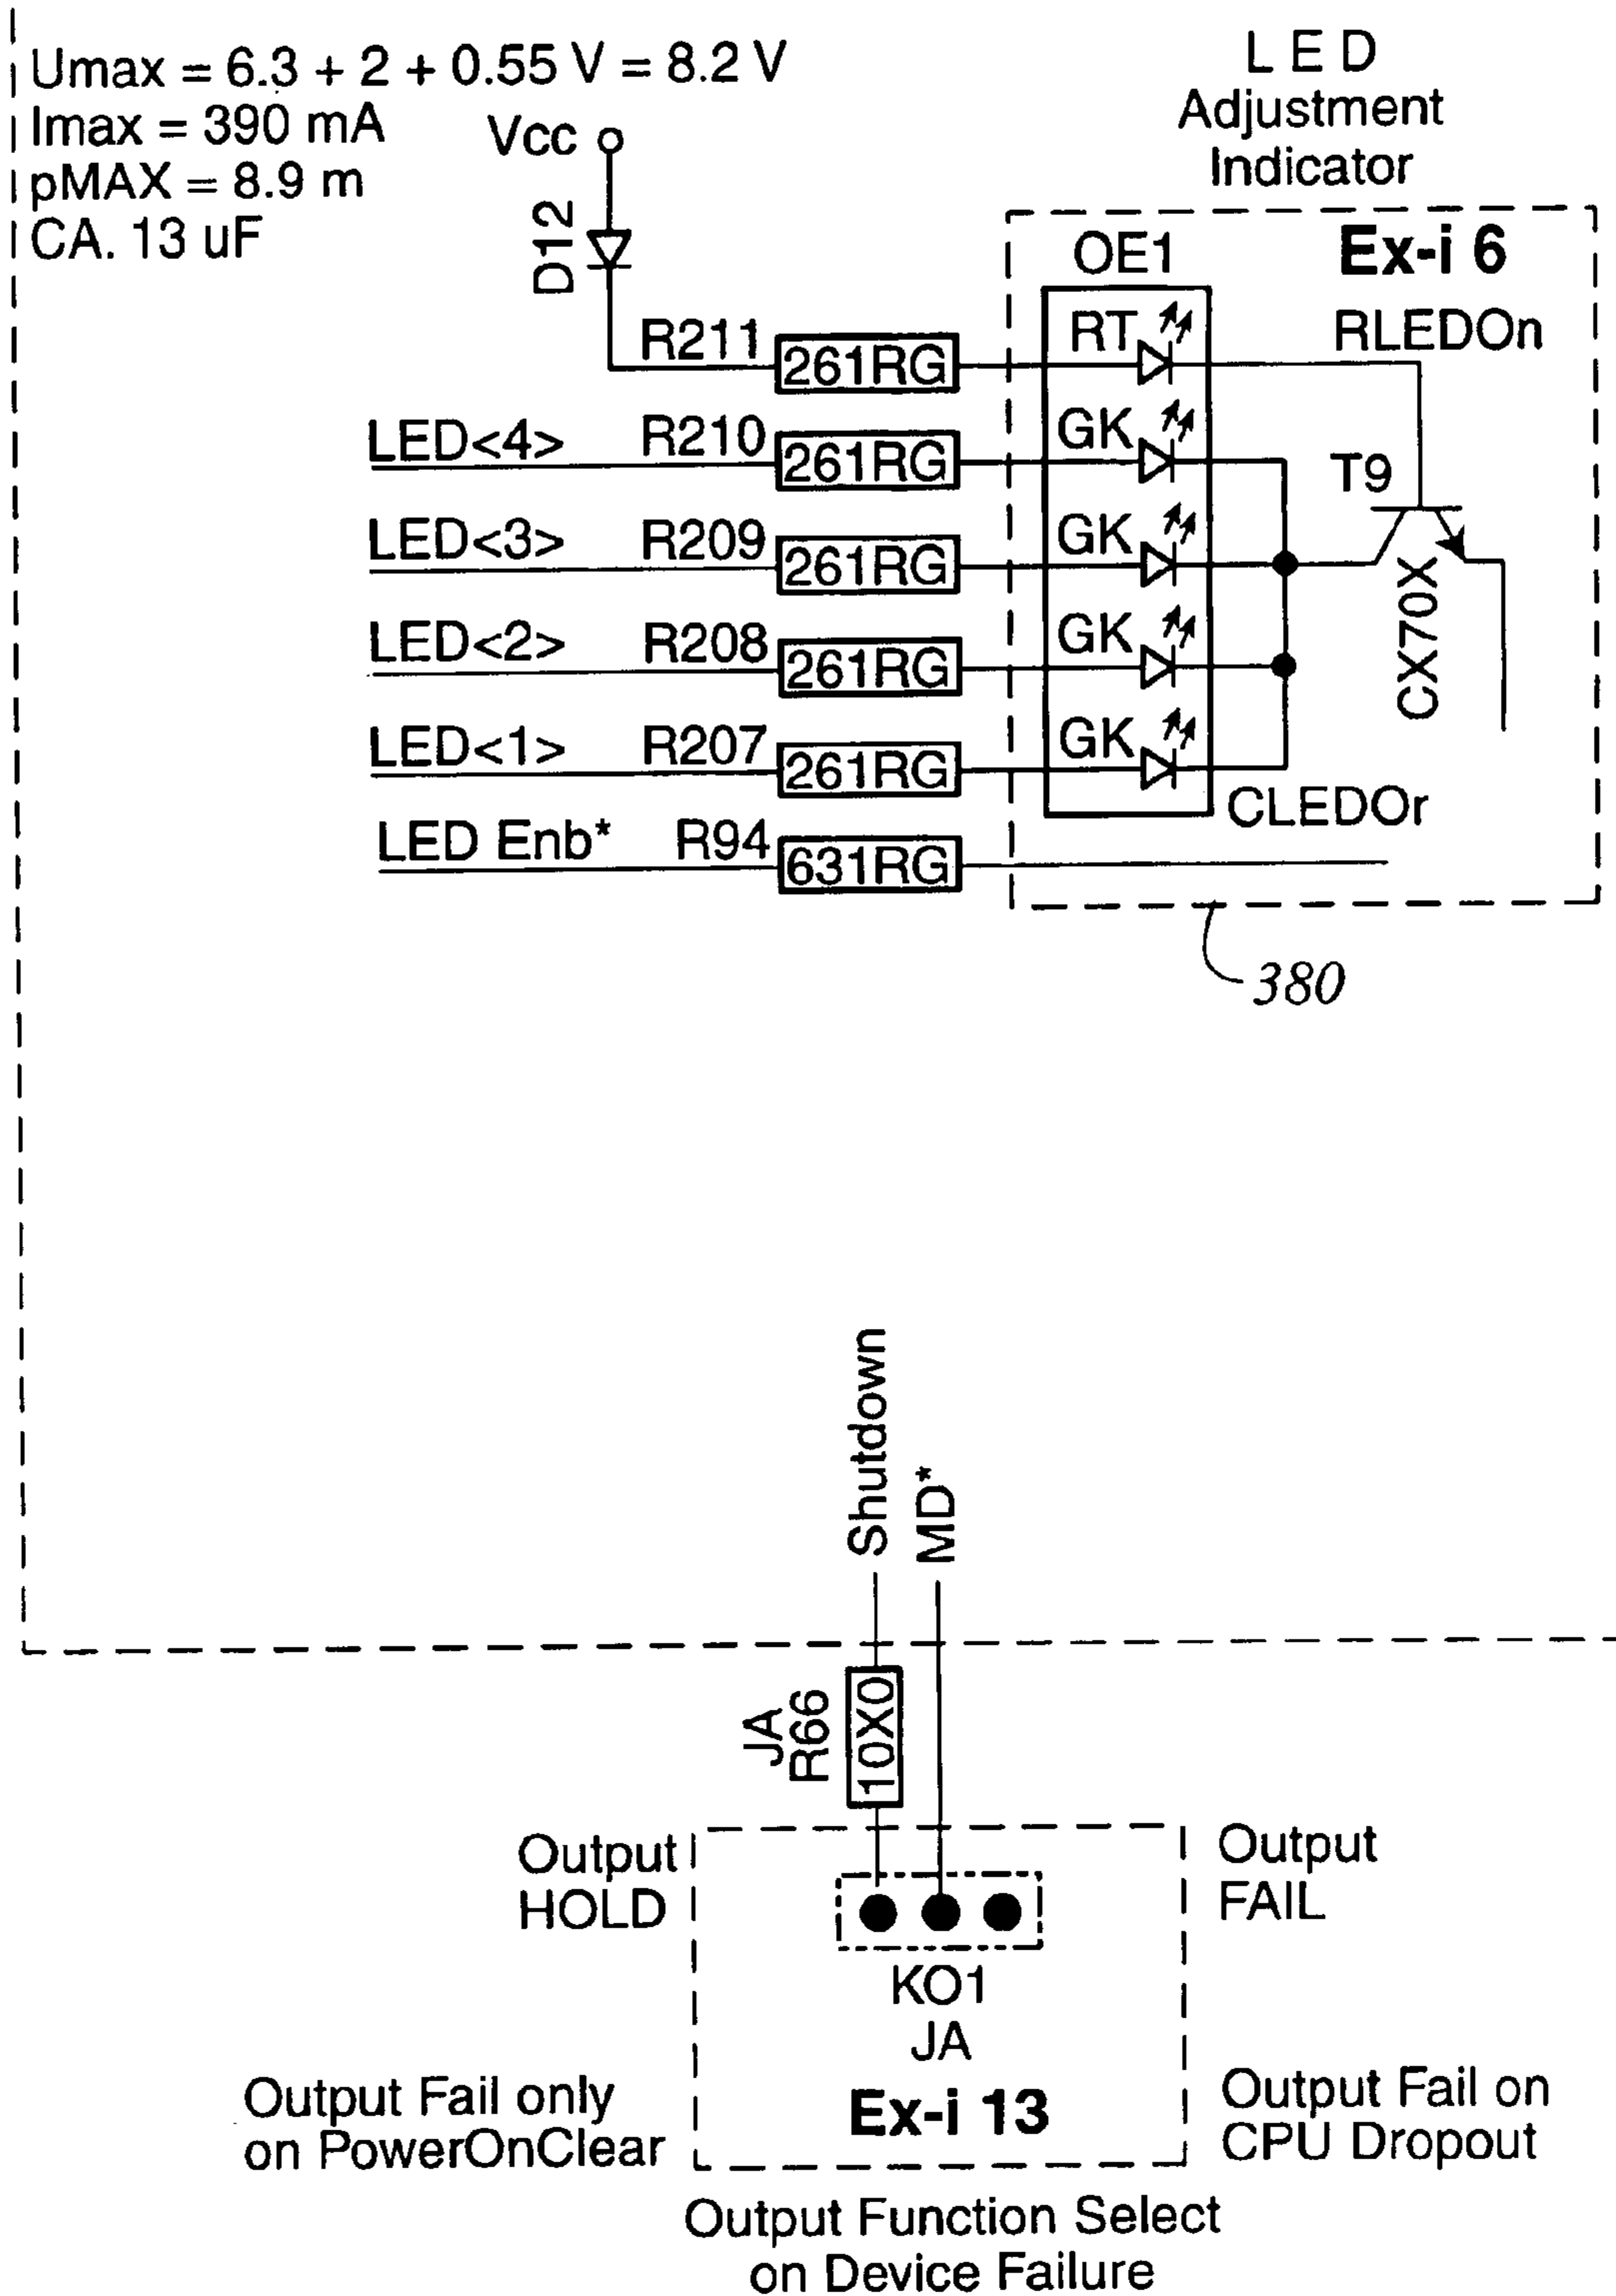 Umax = 6.3 + 2 + 0.55 V = 8.2 V
Imax = 390 mA
pMAX = 8.9 m
CA. 13 uF
Vcc
D12
LED
Adjustment
Indicator
OE1
Ex-i 6
R211
261RG
RT
RLEDOn
LED<4>
R210
261RG
GK
T9
LED<3>
R209
261RG
GK
CX70X
LED<2>
R208
261RG
GK
LED<1>
R207
261RG
GK
CLEDOr
LED Enb*
R94
631RG
380
Shutdown
MD*
JA
R66
10X0
Output
HOLD
Output
FAIL
KO1
JA
Ex-i 13
Output Fail only
on PowerOnClear
Output Fail on
CPU Dropout
Output Function Select
on Device Failure